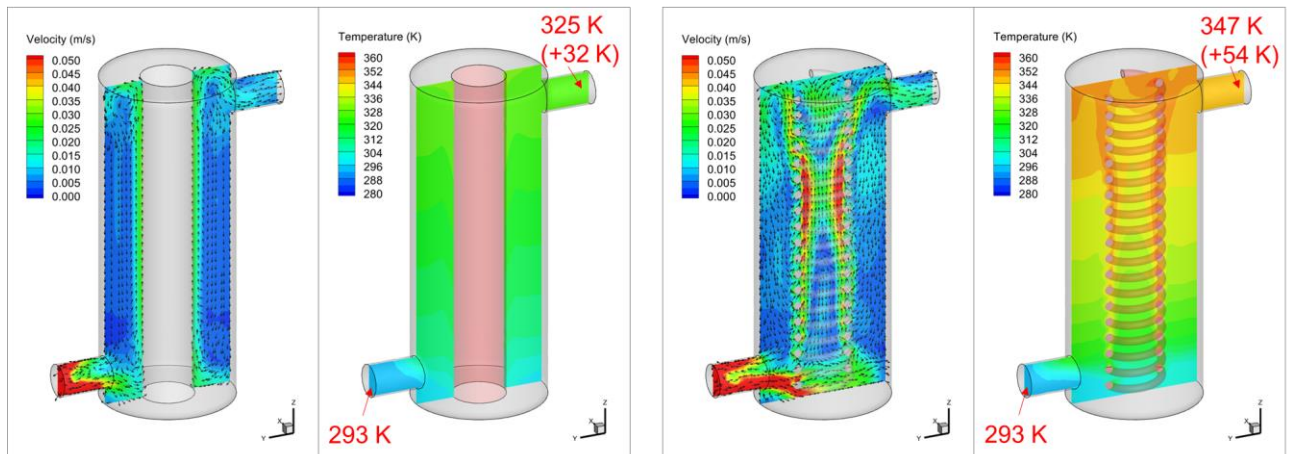 Velocity (m/s)
0.050
0.045
0.040
0.035
0.030
0.025
0.020
0.015
0.010
0.005
0.000
Z
X
Y
Temperature (K)
360
352
344
336
328
320
312
304
296
288
280
325 K
(+32 K)
293 K
Z
X
Y
Velocity (m/s)
0.050
0.045
0.040
0.035
0.030
0.025
0.020
0.015
0.010
0.005
0.000
Z
X
Y
Temperature (K)
360
352
344
336
328
320
312
304
296
288
280
347 K
(+54 K)
293 K
Z
X
Y